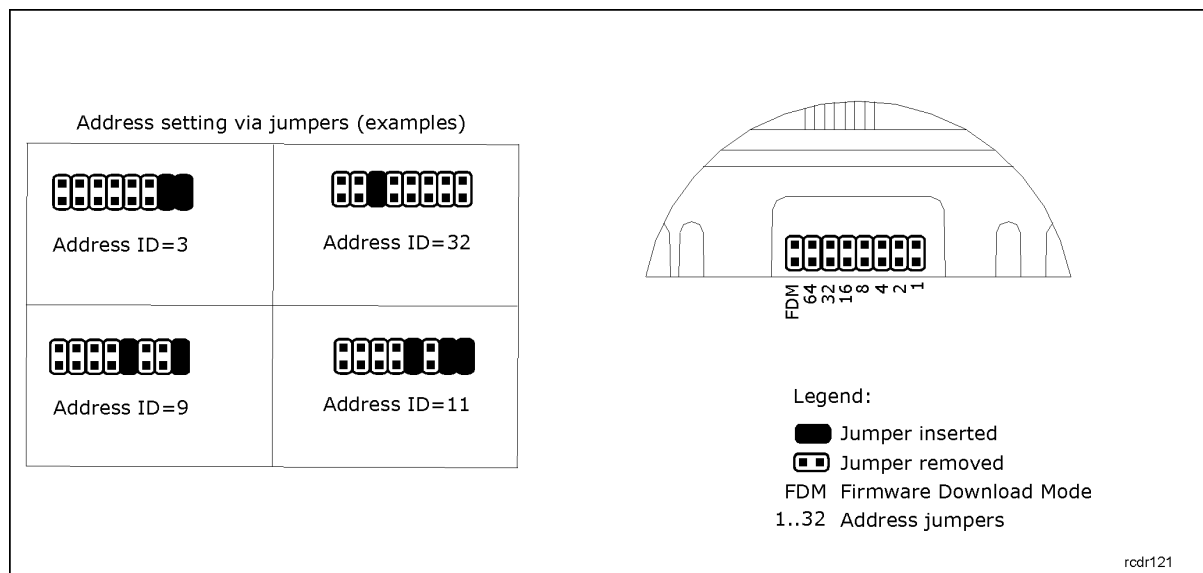 Address setting via jumpers (examples)
Address ID=3
Address ID=32
Address ID=9
Address ID=11
FDM
64
32
16
8
4
2
1
Legend:
Jumper inserted
Jumper removed
FDM Firmware Download Mode
1..32 Address jumpers
rcdr121